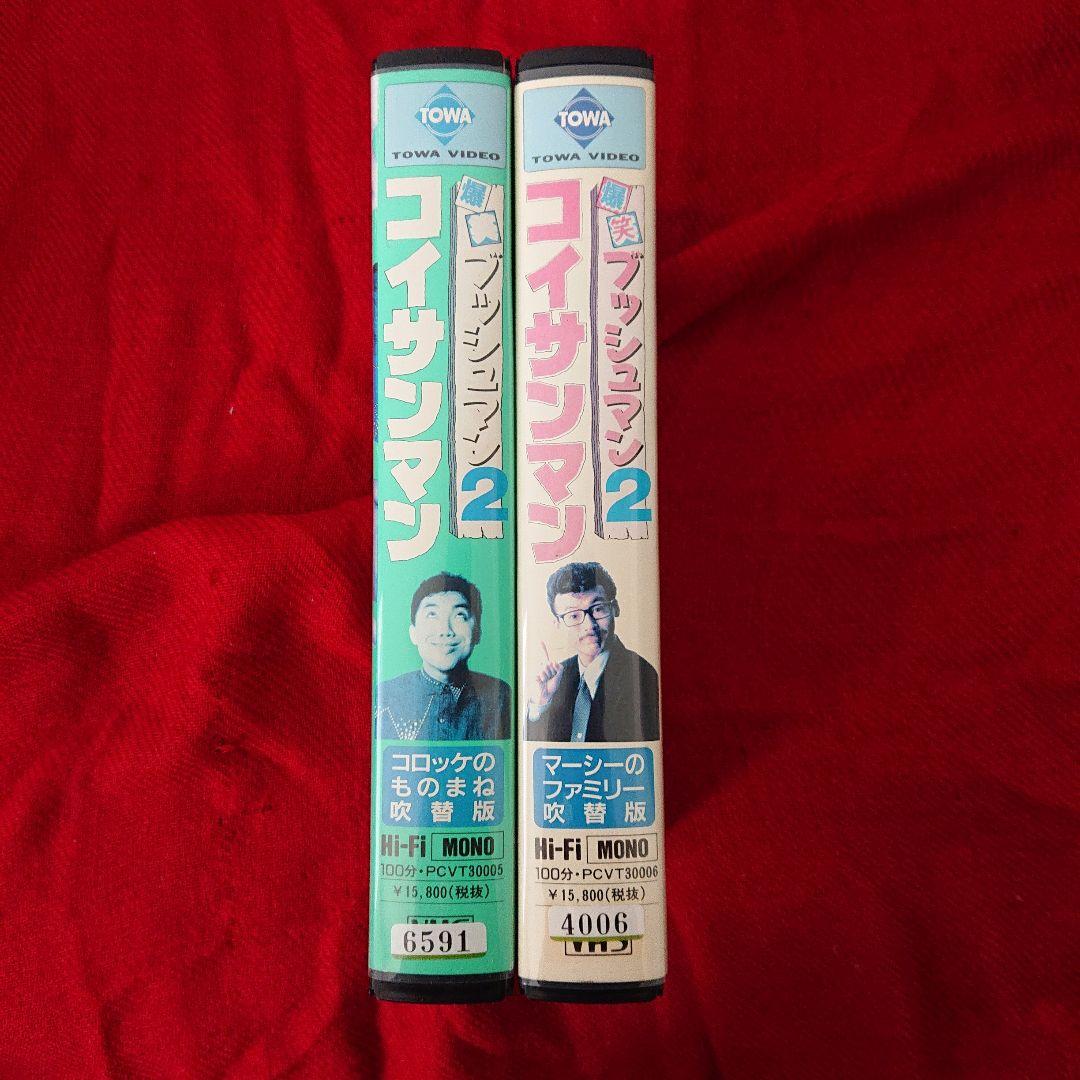 TOWA
TOWA VIDEO
爆笑
ブッシュマン2
コイサンマン
コロッケの
ものまね
吹替版
Hi-Fi MONO
100分・PCVT30005
¥15,800(税抜)
VHS
6591
TOWA
TOWA VIDEO
爆笑
ブッシュマン2
コイサンマン
マーシーの
ファミリー
吹替版
Hi-Fi MONO
100分・PCVT30006
¥15,800(税抜)
4006
VHS